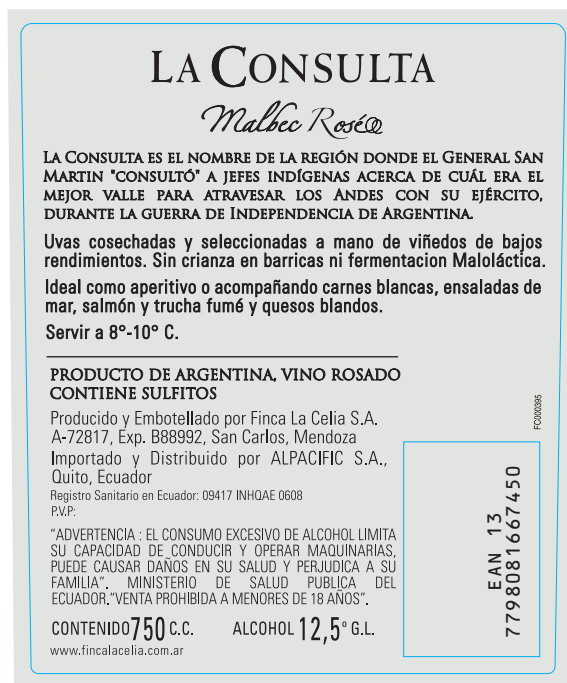 LA CONSULTA
Malbec Rosé
LA CONSULTA ES EL NOMBRE DE LA REGIÓN DONDE EL GENERAL SAN
MARTIN "CONSULTÓ" A JEFES INDÍGENAS ACERCA DE CUÁL ERA EL
MEJOR VALLE PARA ATRAVESAR LOS ANDES CON SU EJÉRCITO,
DURANTE LA GUERRA DE INDEPENDENCIA DE ARGENTINA.
Uvas cosechadas y seleccionadas a mano de viñedos de bajos
rendimientos. Sin crianza en barricas ni fermentacion Maloláctica.
Ideal como aperitivo o acompañando carnes blancas, ensaladas de
mar, salmón y trucha fumé y quesos blandos.
Servir a 8°-10° C.
PRODUCTO DE ARGENTINA, VINO ROSADO
CONTIENE SULFITOS
Producido y Embotellado por Finca La Celia S.A.
A-72817, Exp. B88992, San Carlos, Mendoza
Importado y Distribuido por ALPACIFIC S.A.,
Quito, Ecuador
Registro Sanitario en Ecuador: 09417 INHQAE 0608
P.V.P:
“ADVERTENCIA : EL CONSUMO EXCESIVO DE ALCOHOL LIMITA
SU CAPACIDAD DE CONDUCIR Y OPERAR MAQUINARIAS,
PUEDE CAUSAR DAÑOS EN SU SALUD Y PERJUDICA A SU
FAMILIA”. MINISTERIO DE SALUD PUBLICA DEL
ECUADOR.“VENTA PROHIBIDA A MENORES DE 18 AÑOS”.
CONTENIDO 750 C.C. ALCOHOL 12,5° G.L.
www.fincalacelia.com.ar
FC000395
EAN 13
7798081667450